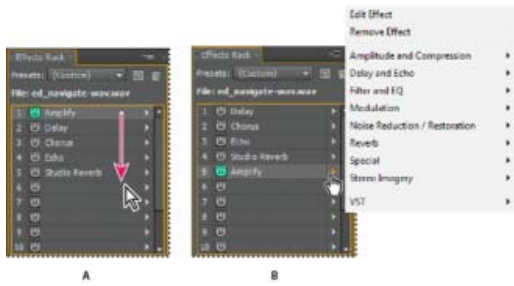 Edit Effect
Remove Effect
Amplitude and Compression
Delay and Echo
Filter and EQ
Modulation
Noise Reduction / Restoration
Reverb
Special
Stereo Imagery
VST
Effects Rack
Presets: (Custom)
File: ed_navigate-wav.wav
1 Amplify
2 Delay
3 Chorus
4 Echo
5 Studio Reverb
6
7
8
9
10
Effects Rack
Presets: (Custom)
File: ed_navigate-wav.wav
1 Delay
2 Chorus
3 Echo
4 Studio Reverb
5 Amplify
6
7
8
9
10
A
B